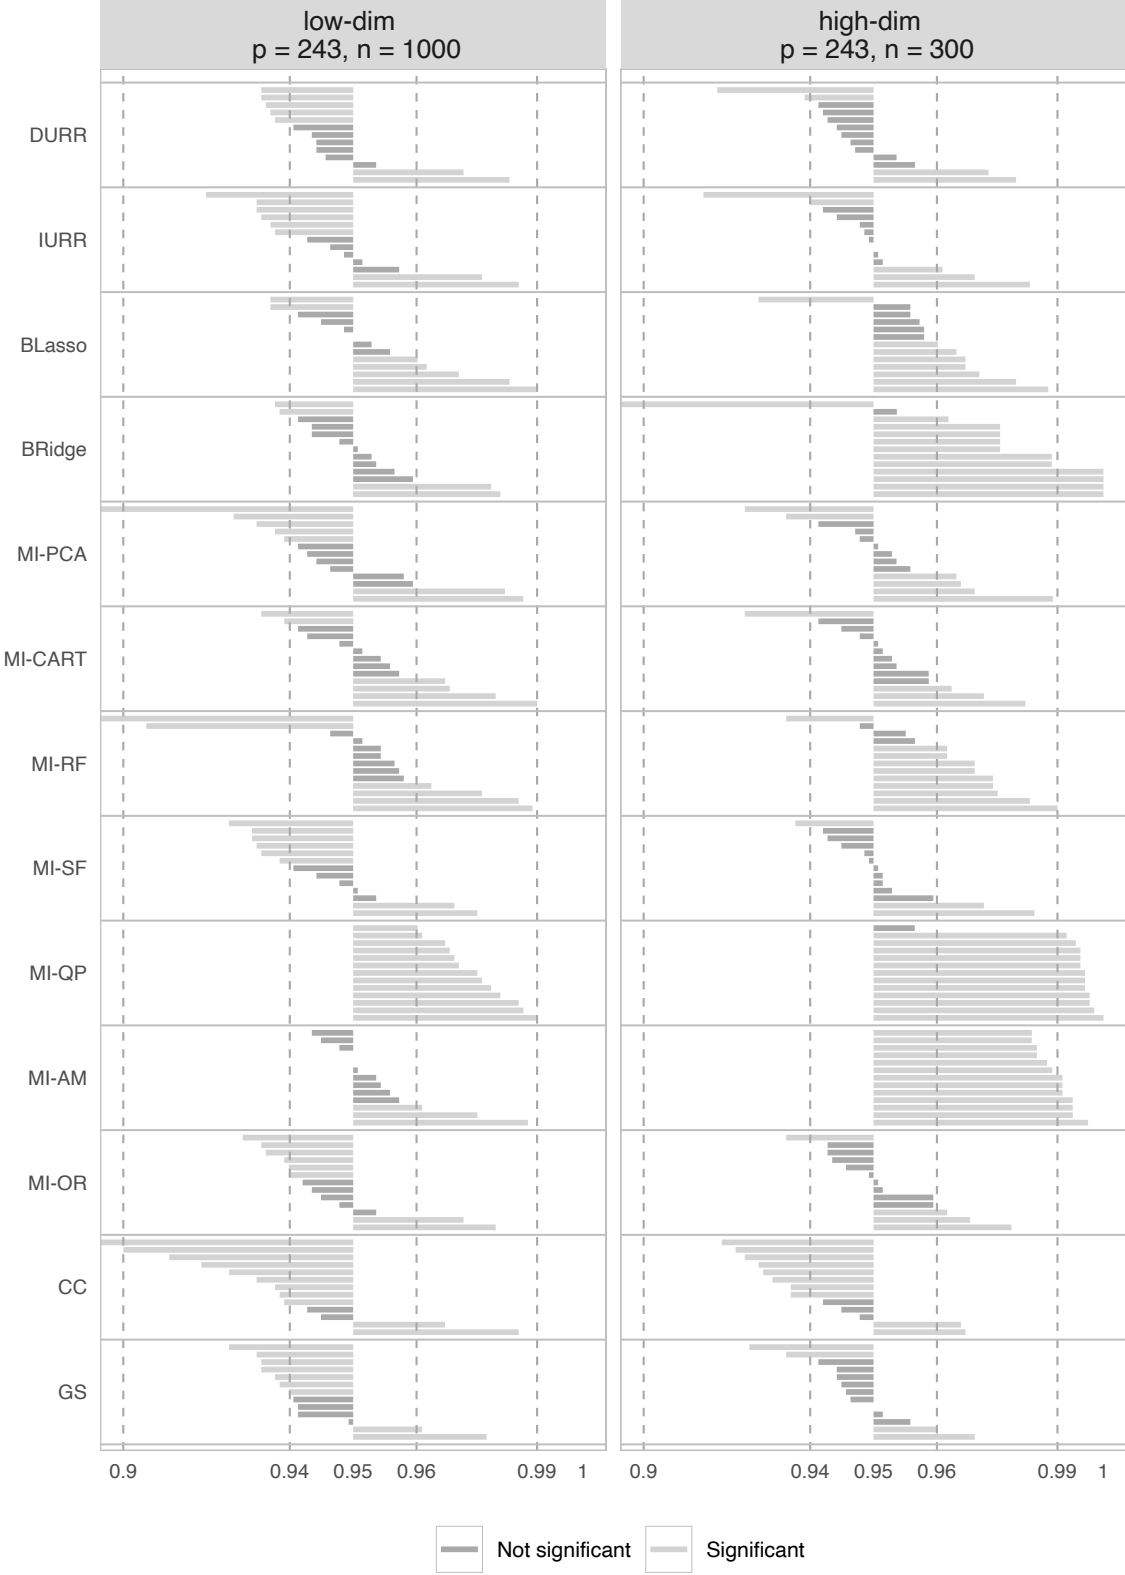 low-dim
p = 243, n = 1000
high-dim
p = 243, n = 300
DURR
IURR
BLasso
BRidge
MI-PCA
MI-CART
MI-RF
MI-SF
MI-QP
MI-AM
MI-OR
CC
GS
0.9 0.94 0.95 0.96 0.99 1
0.9 0.94 0.95 0.96 0.99 1
Not significant Significant